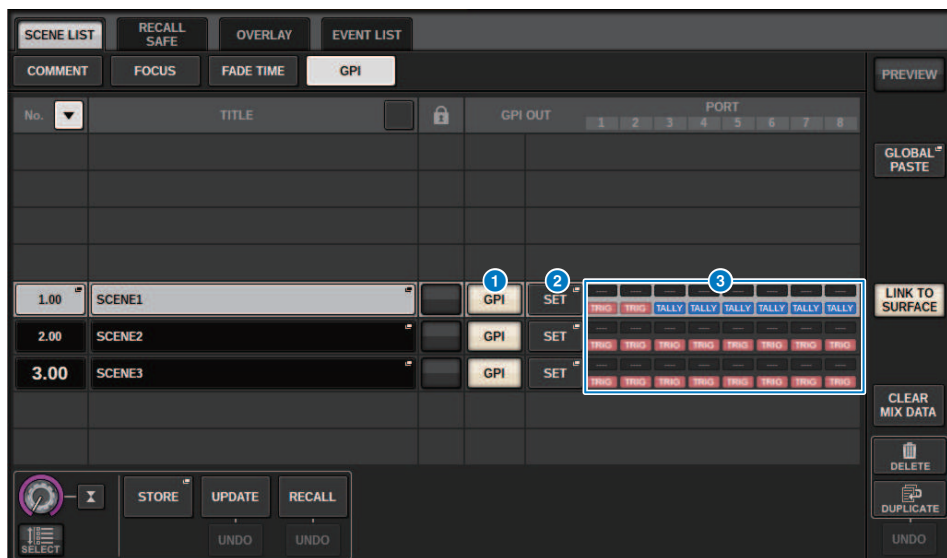 SCENE LIST
RECALL SAFE
OVERLAY
EVENT LIST
COMMENT
FOCUS
FADE TIME
GPI
PREVIEW
No.
TITLE
GPI OUT
PORT
1 2 3 4 5 6 7 8
GLOBAL PASTE
1 2 3
1.00 SCENE1 GPI SET
TRIG TRIG TALLY TALLY TALLY TALLY TALLY TALLY
LINK TO SURFACE
2.00 SCENE2 GPI SET
TRIG TRIG TRIG TRIG TRIG TRIG TRIG TRIG
3.00 SCENE3 GPI SET
TRIG TRIG TRIG TRIG TRIG TRIG TRIG TRIG
CLEAR MIX DATA
DELETE
STORE
UPDATE
RECALL
DUPLICATE
SELECT
UNDO
UNDO
UNDO